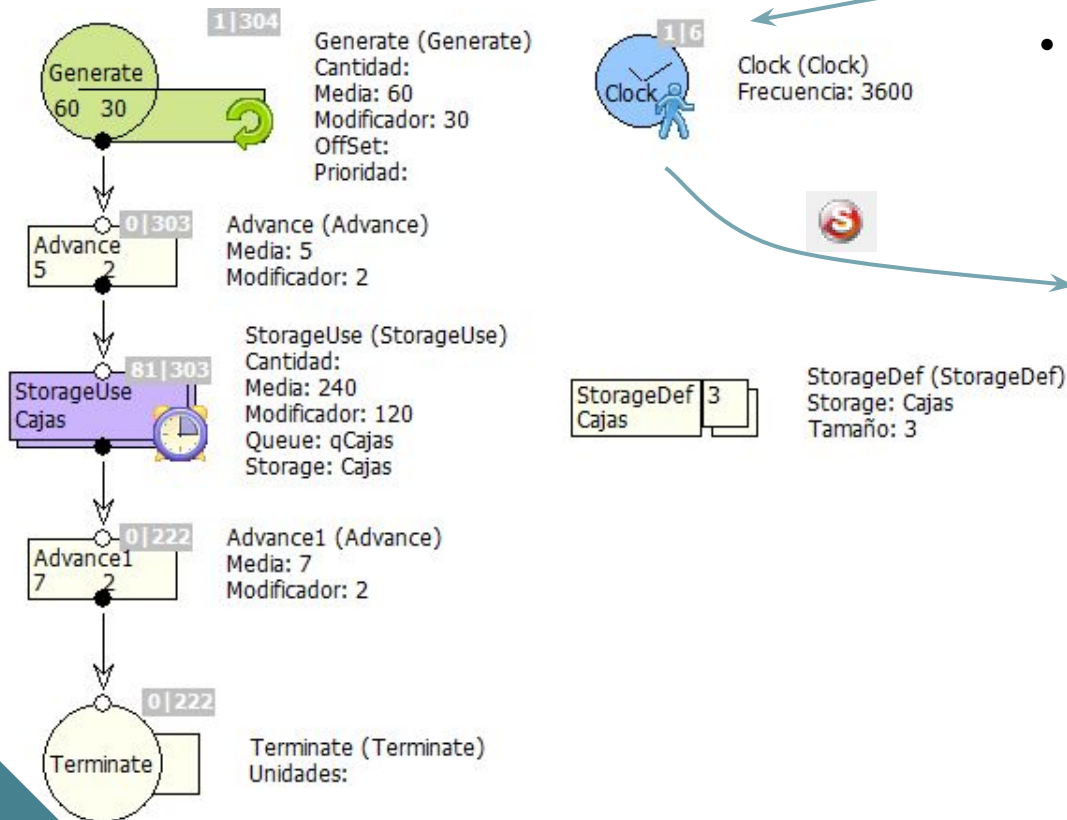 1|304
Generate
60 30
Generate (Generate)
Cantidad:
Media: 60
Modificador: 30
OffSet:
Prioridad:
1|6
Clock
Clock (Clock)
Frecuencia: 3600
•
0|303
Advance
5 2
Advance (Advance)
Media: 5
Modificador: 2
S
81|303
StorageUse
Cajas
StorageUse (StorageUse)
Cantidad:
Media: 240
Modificador: 120
Queue: qCajas
Storage: Cajas
StorageDef 3
Cajas
StorageDef (StorageDef)
Storage: Cajas
Tamaño: 3
0|222
Advance1
7 2
Advance1 (Advance)
Media: 7
Modificador: 2
0|222
Terminate
Terminate (Terminate)
Unidades: